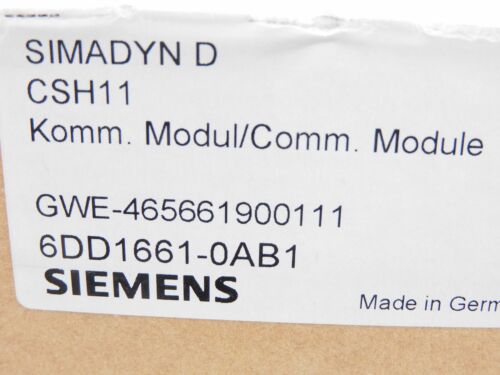 SIMADYN D
CSH11
Komm. Modul/Comm. Module
GWE-465661900111
6DD1661-0AB1
SIEMENS
Made in Germ